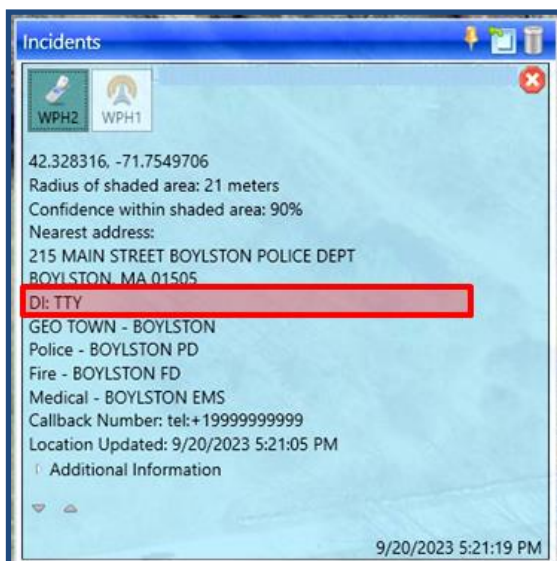 Incidents
WPH2 WPH1
42.328316, -71.7549706
Radius of shaded area: 21 meters
Confidence within shaded area: 90%
Nearest address:
215 MAIN STREET BOYLSTON POLICE DEPT
BOYLSTON, MA 01505
DI: TTY
GEO TOWN - BOYLSTON
Police - BOYLSTON PD
Fire - BOYLSTON FD
Medical - BOYLSTON EMS
Callback Number: tel:+19999999999
Location Updated: 9/20/2023 5:21:05 PM
Additional Information
9/20/2023 5:21:19 PM